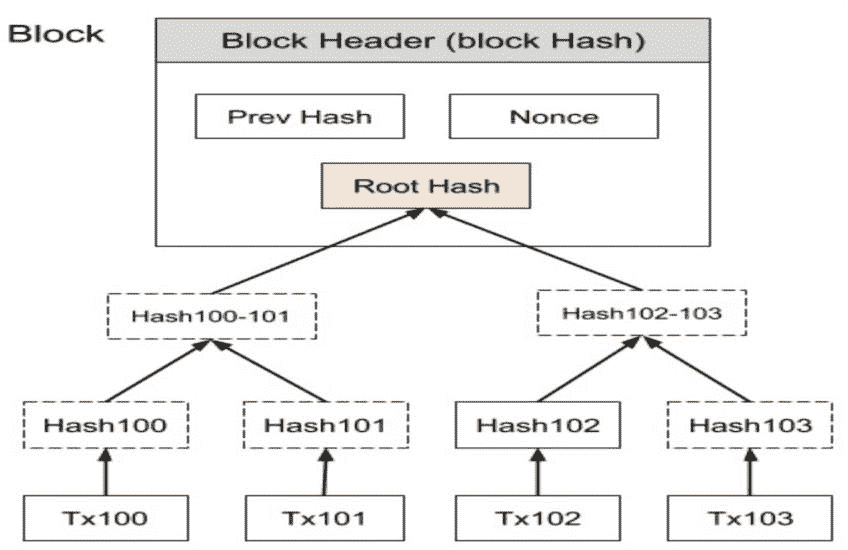 Block
Block Header (block Hash)
Prev Hash
Nonce
Root Hash
Hash100-101
Hash102-103
Hash100
Hash101
Hash102
Hash103
Tx100
Tx101
Tx102
Tx103